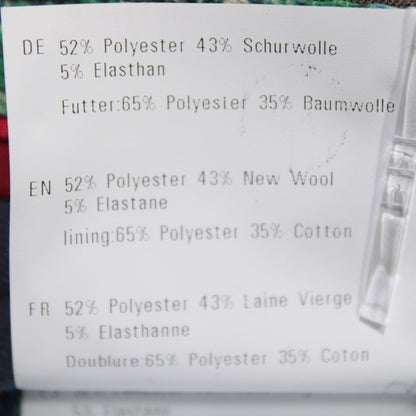 DE 52% Polyester 43% Schurwolle
5% Elasthan
Futter:65% Polyester 35% Baumwolle
EN 52% Polyester 43% New Wool
5% Elastane
lining:65% Polyester 35% Cotton
FR 52% Polyester 43% Laine Vierge
5% Elasthanne
Doublure:65% Polyester 35% Coton